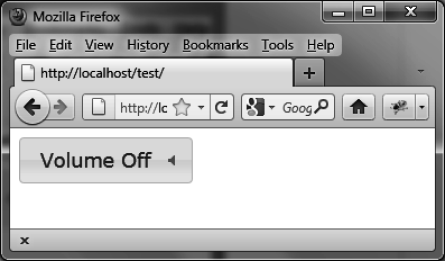 Mozilla Firefox
File Edit View History Bookmarks Tools Help
http://localhost/test/
http://lc Goog
Volume Off
x